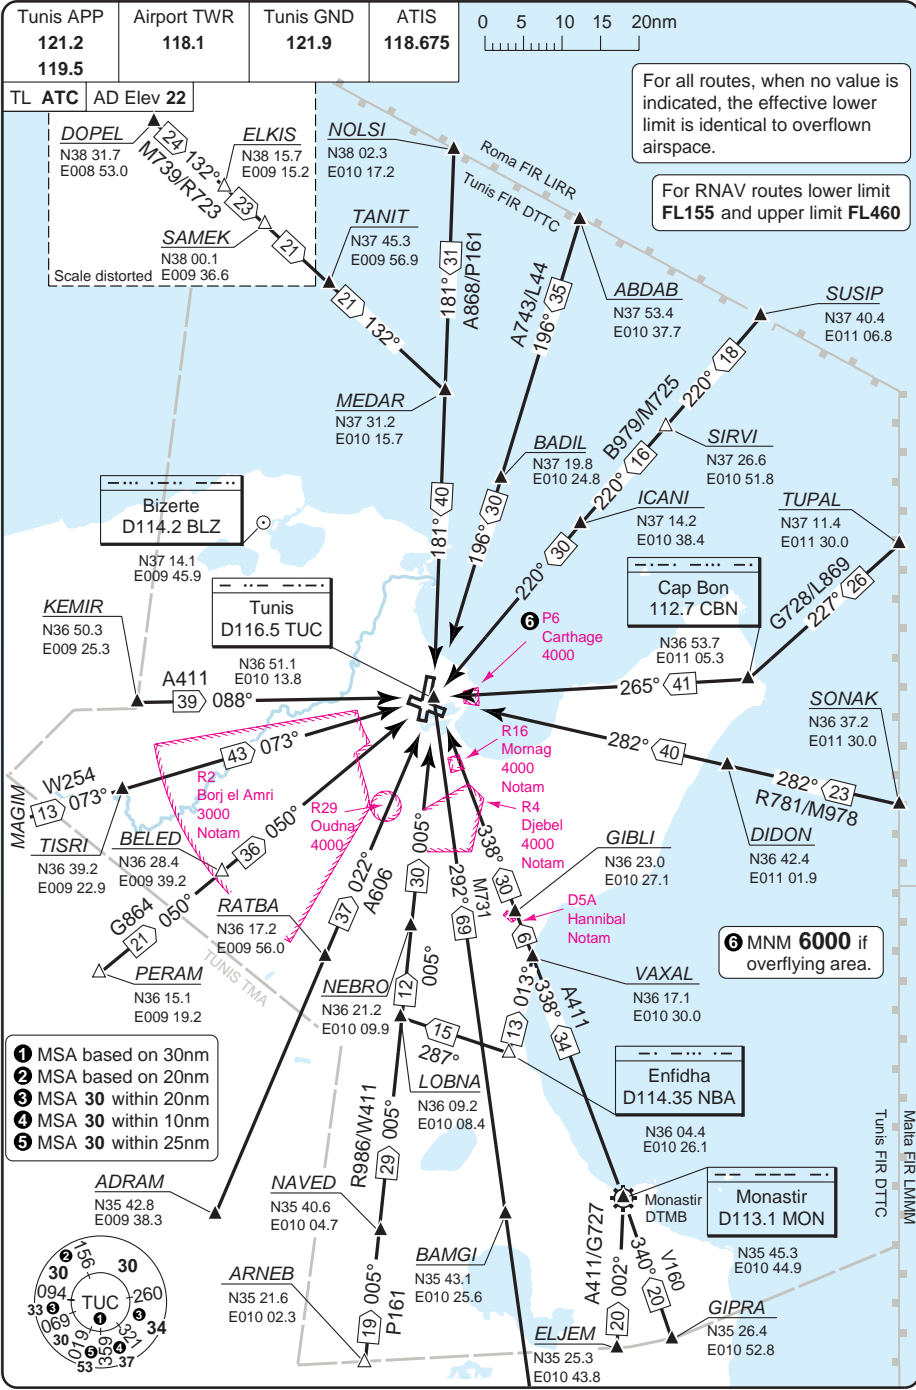 Tunis APP
121.2
119.5
Airport TWR
118.1
Tunis GND
121.9
ATIS
118.675
TL ATC
AD Elev 22
0 5 10 15 20nm
For all routes, when no value is
indicated, the effective lower
limit is identical to overflown
airspace.
For RNAV routes lower limit
FL155 and upper limit FL460
DOPEL
N38 31.7
E008 53.0
24
132°
M739/R723
ELKIS
N38 15.7
E009 15.2
23
SAMEK
N38 00.1
E009 36.6
Scale distorted
21
TANIT
N37 45.3
E009 56.9
21
132°
NOLSI
N38 02.3
E010 17.2
Roma FIR LIRR
Tunis FIR DTTC
31
181°
A868/P161
ABDAB
N37 53.4
E010 37.7
35
196°
A743/L44
SUSIP
N37 40.4
E011 06.8
18
220°
B979/M725
MEDAR
N37 31.2
E010 15.7
40
181°
BADIL
N37 19.8
E010 24.8
30
196°
SIRVI
N37 26.6
E010 51.8
16
220°
ICANI
N37 14.2
E010 38.4
30
220°
TUPAL
N37 11.4
E011 30.0
G728/L869
227°
26
Bizerte
D114.2 BLZ
N37 14.1
E009 45.9
Tunis
D116.5 TUC
N36 51.1
E010 13.8
Cap Bon
112.7 CBN
N36 53.7
E011 05.3
265°
41
6
P6
Carthage
4000
KEMIR
N36 50.3
E009 25.3
A411
39
088°
SONAK
N36 37.2
E011 30.0
282°
40
282°
23
R781/M978
DIDON
N36 42.4
E011 01.9
W254
13
073°
MAGIM
43
073°
TISRI
N36 39.2
E009 22.9
R2
Borj el Amri
3000
Notam
R29
Oudna
4000
R16
Mornag
4000
Notam
R4
Djebel
4000
Notam
BELED
N36 28.4
E009 39.2
36
050°
G864
21
050°
PERAM
N36 15.1
E009 19.2
RATBA
N36 17.2
E009 56.0
37
022°
A606
TUNIS TMA
005°
30
NEBRO
N36 21.2
E010 09.9
12
005°
292°
69
M731
338°
30
GIBLI
N36 23.0
E010 27.1
D5A
Hannibal
Notam
6
VAXAL
N36 17.1
E010 30.0
6 MNM 6000 if
overflying area.
15
287°
13
013°
338°
34
A411
LOBNA
N36 09.2
E010 08.4
Enfidha
D114.35 NBA
N36 04.4
E010 26.1
1 MSA based on 30nm
2 MSA based on 20nm
3 MSA 30 within 20nm
4 MSA 30 within 10nm
5 MSA 30 within 25nm
R986/W411
29
005°
ADRAM
N35 42.8
E009 38.3
NAVED
N35 40.6
E010 04.7
BAMGI
N35 43.1
E010 25.6
Monastir
DTMB
Monastir
D113.1 MON
N35 45.3
E010 44.9
Tunis FIR DTTC
Malta FIR LMMM
ARNEB
N35 21.6
E010 02.3
19
005°
P161
A411/G727
20
002°
V160
340°
20
ELJEM
N35 25.3
E010 43.8
GIPRA
N35 26.4
E010 52.8
TUC
1
2
156
30
30
094
33
3
069
30
019
5
53
359
4
37
321
3
34
260